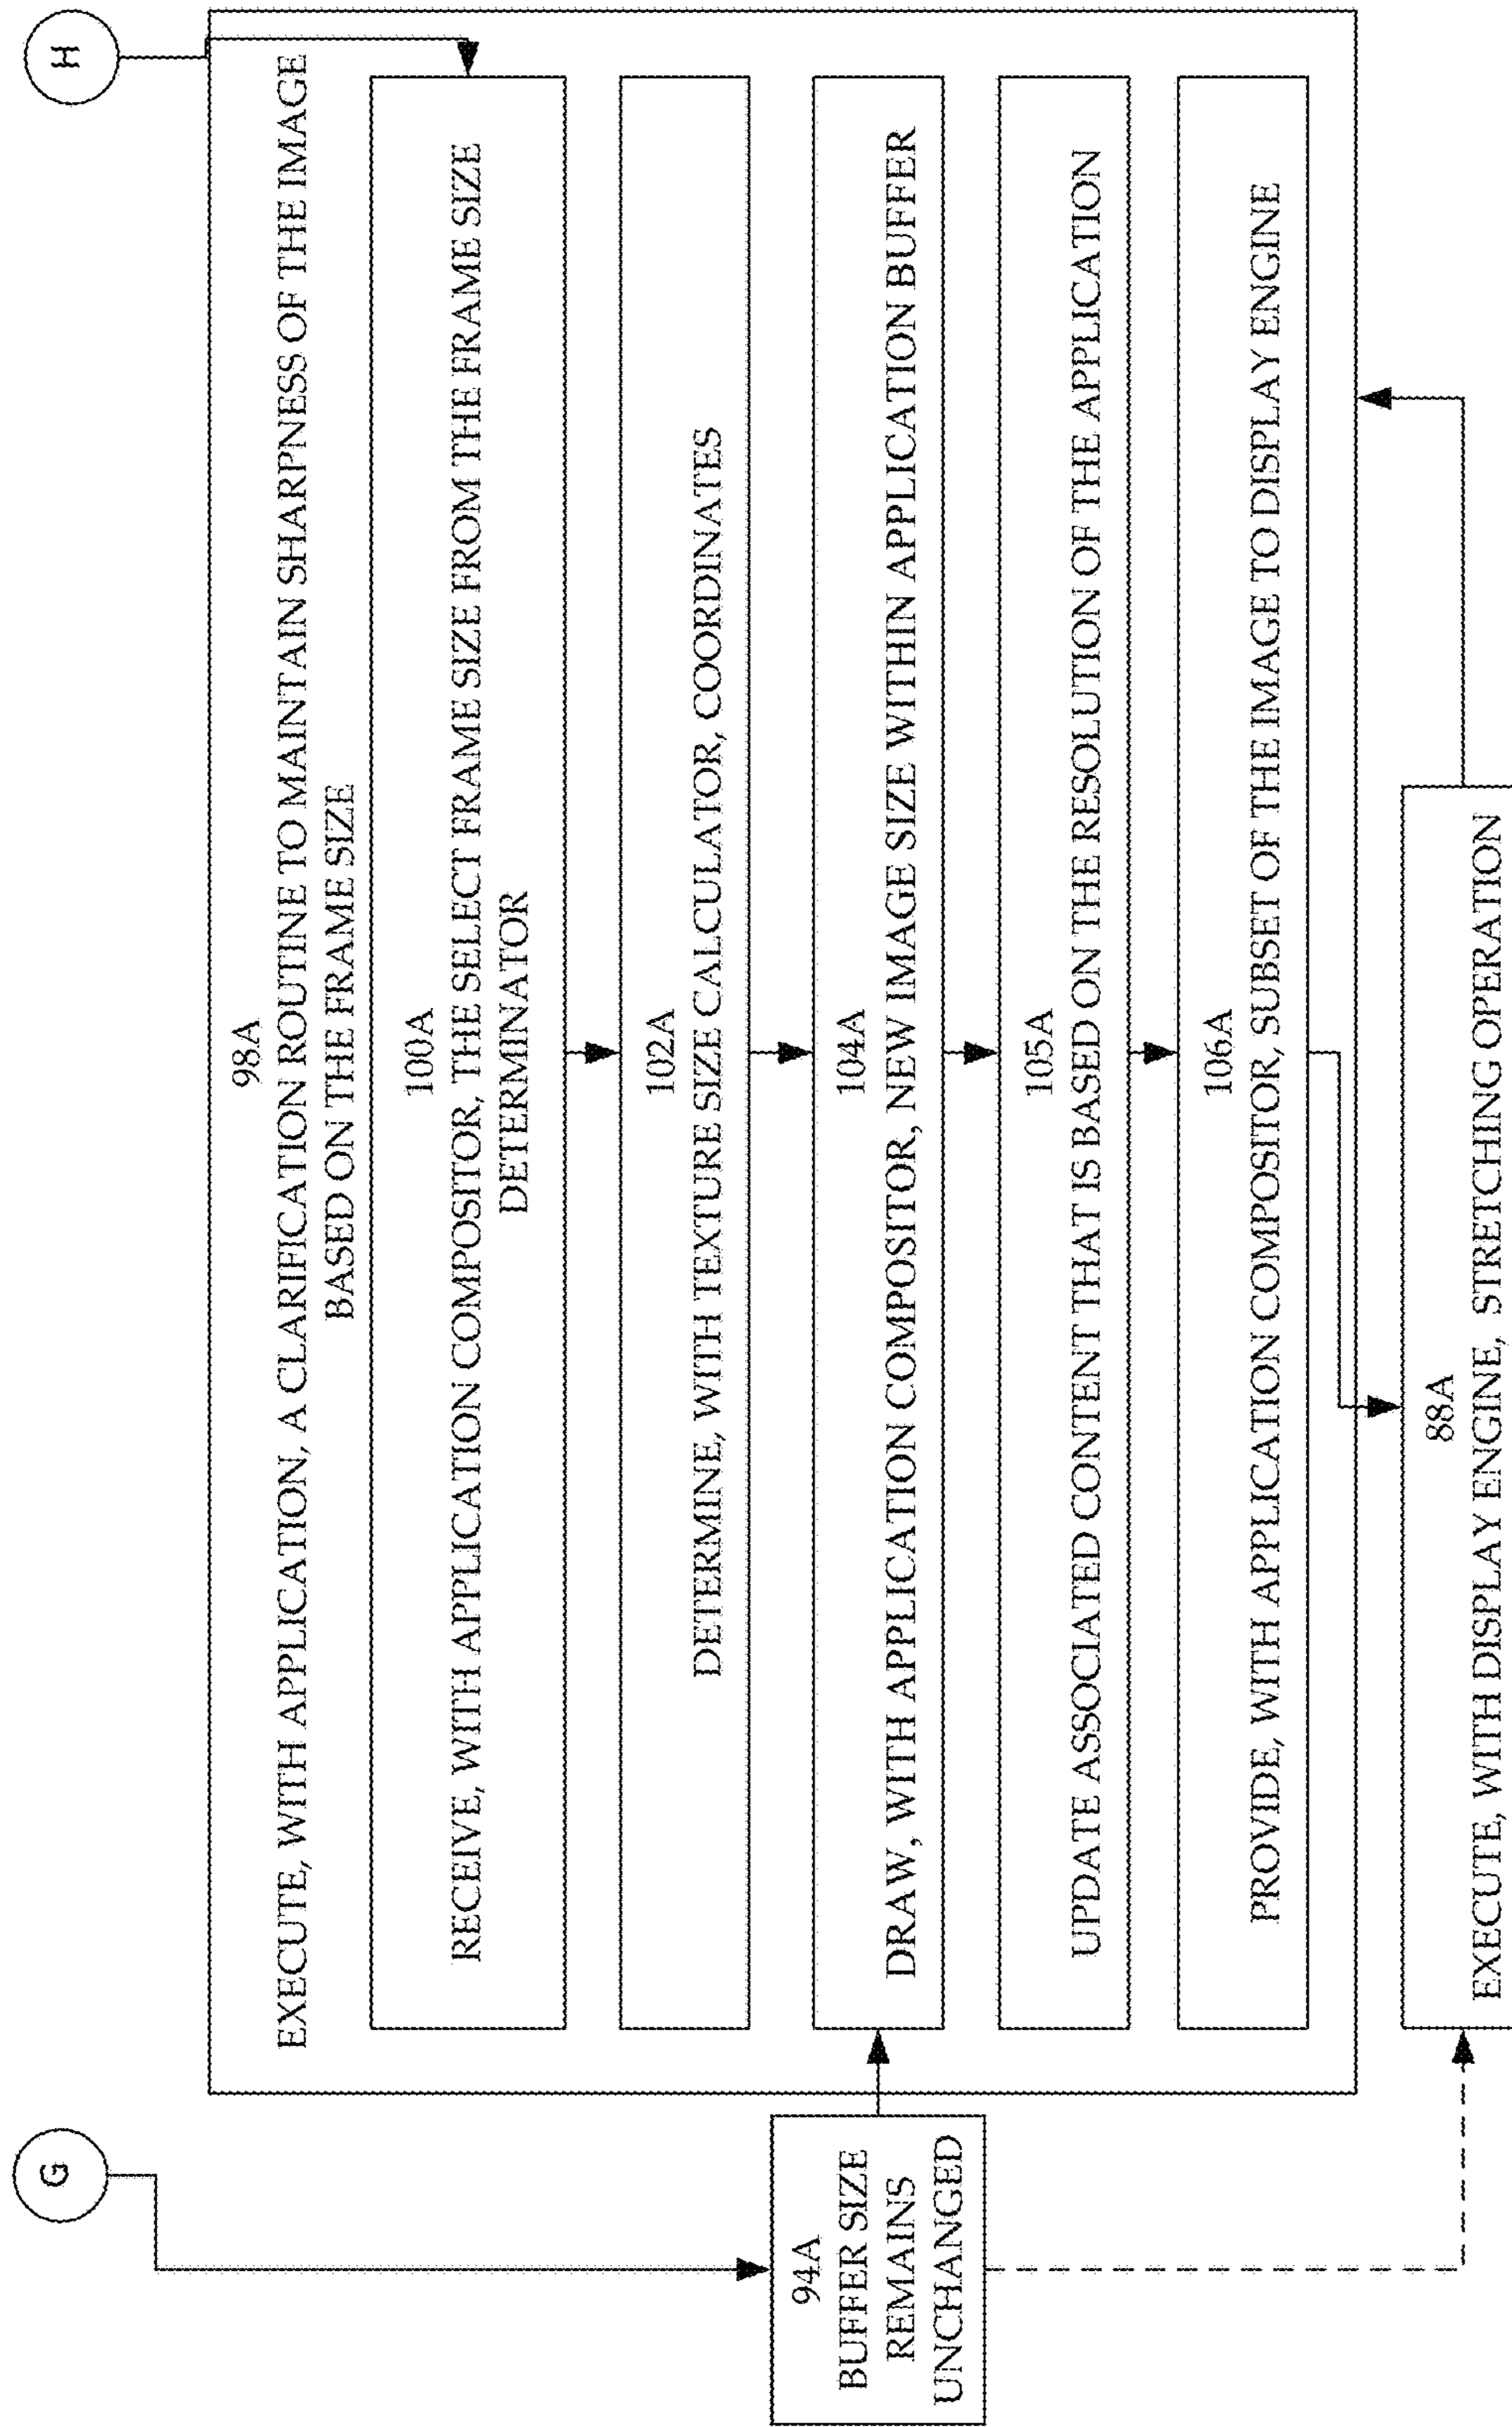 G
H
98A
EXECUTE, WITH APPLICATION, A CLARIFICATION ROUTINE TO MAINTAIN SHARPNESS OF THE IMAGE
BASED ON THE FRAME SIZE
100A
RECEIVE, WITH APPLICATION COMPOSITOR, THE SELECT FRAME SIZE FROM THE FRAME SIZE
DETERMINATOR
102A
DETERMINE, WITH TEXTURE SIZE CALCULATOR, COORDINATES
94A
BUFFER SIZE
REMAINS
UNCHANGED
104A
DRAW, WITH APPLICATION COMPOSITOR, NEW IMAGE SIZE WITHIN APPLICATION BUFFER
105A
UPDATE ASSOCIATED CONTENT THAT IS BASED ON THE RESOLUTION OF THE APPLICATION
106A
PROVIDE, WITH APPLICATION COMPOSITOR, SUBSET OF THE IMAGE TO DISPLAY ENGINE
88A
EXECUTE, WITH DISPLAY ENGINE, STRETCHING OPERATION